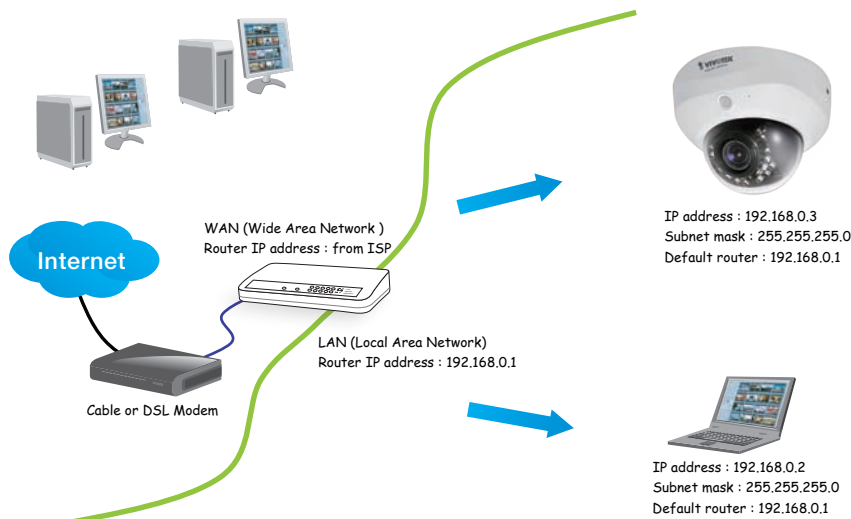 VIVOTEK
WAN (Wide Area Network )
Router IP address : from ISP
Internet
LAN (Local Area Network)
Router IP address : 192.168.0.1
Cable or DSL Modem
IP address : 192.168.0.3
Subnet mask : 255.255.255.0
Default router : 192.168.0.1
IP address : 192.168.0.2
Subnet mask : 255.255.255.0
Default router : 192.168.0.1